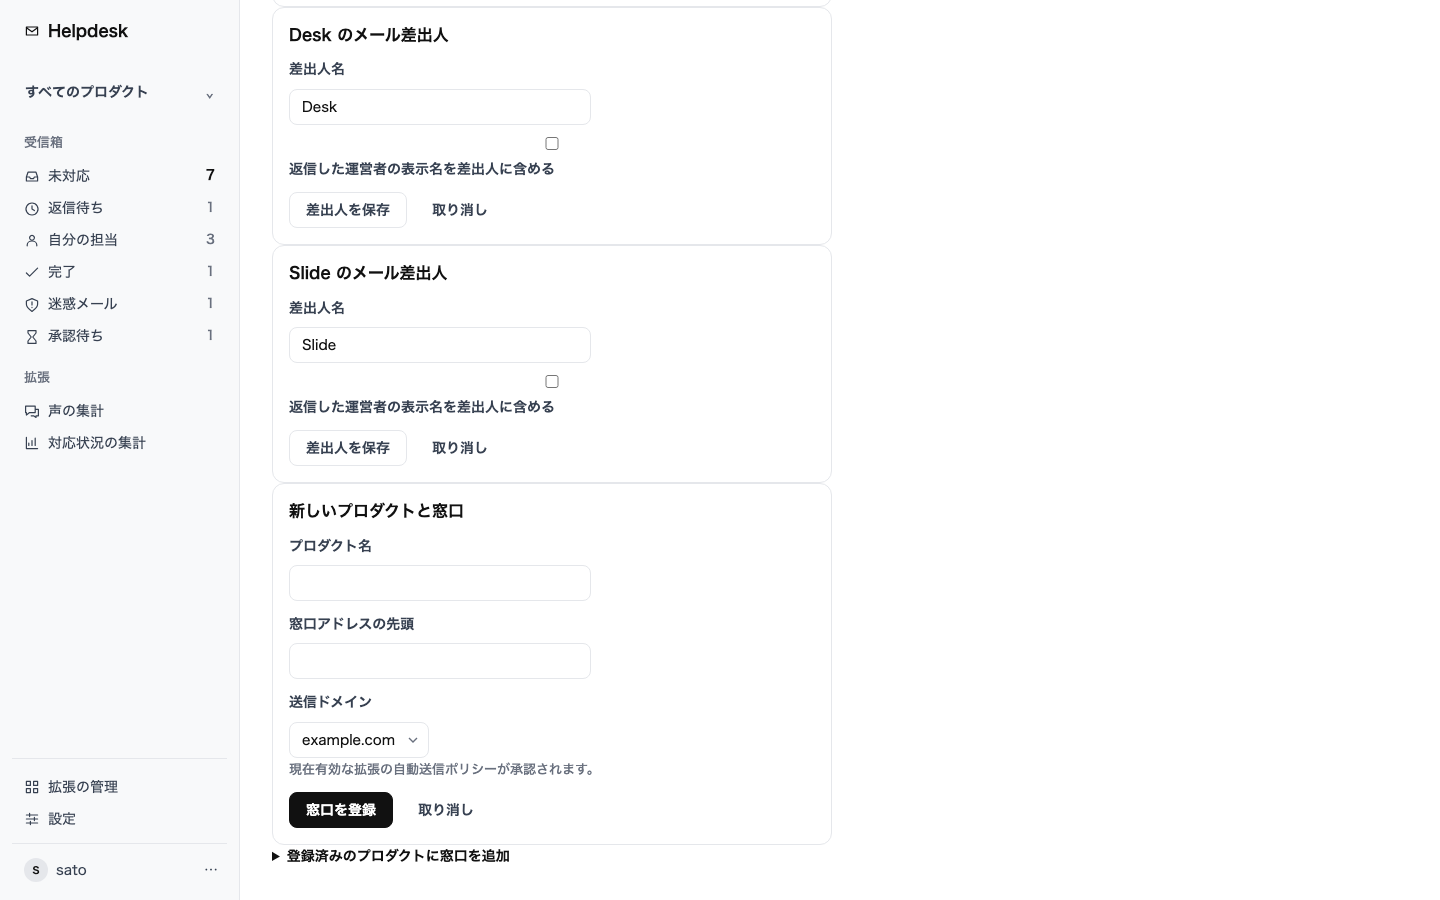 Helpdesk
すべてのプロダクト
受信箱
未対応 7
返信待ち 1
自分の担当 3
完了 1
迷惑メール 1
承認待ち 1
拡張
声の集計
対応状況の集計
拡張の管理
設定
S sato ...
Desk のメール差出人
差出人名
Desk
返信した運営者の表示名を差出人に含める
差出人を保存 取り消し
Slide のメール差出人
差出人名
Slide
返信した運営者の表示名を差出人に含める
差出人を保存 取り消し
新しいプロダクトと窓口
プロダクト名
窓口アドレスの先頭
送信ドメイン
example.com
現在有効な拡張の自動送信ポリシーが承認されます。
窓口を登録 取り消し
登録済みのプロダクトに窓口を追加